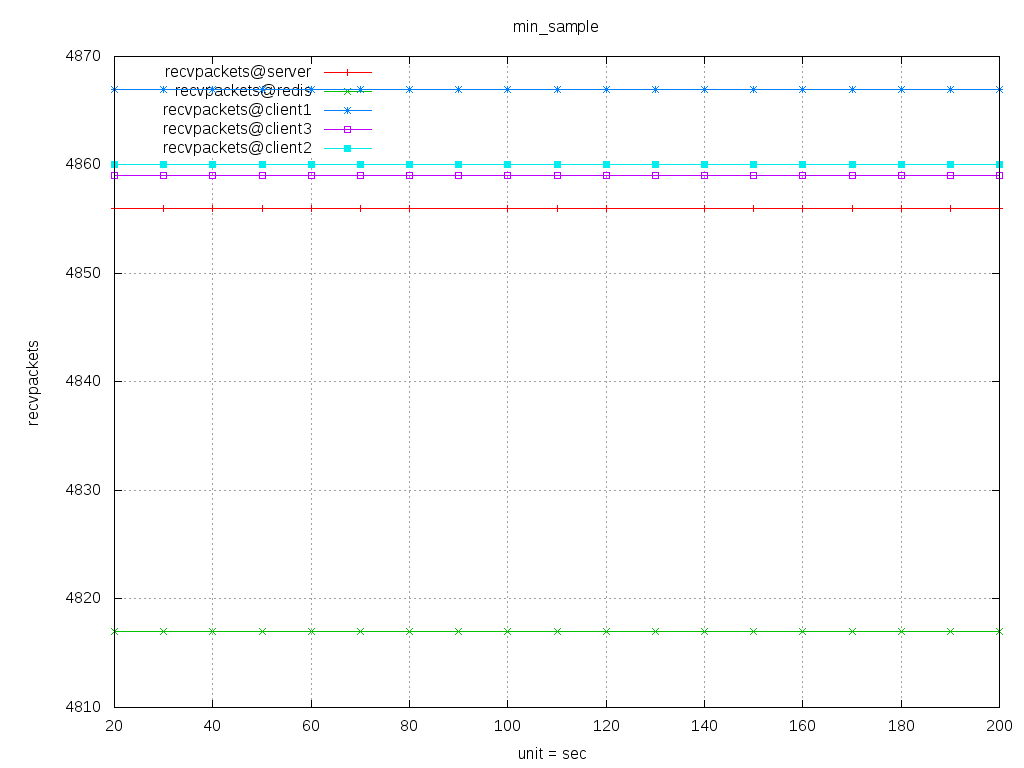 min_sample
4870
4860
4850
4840
4830
4820
4810
recvpackets
recvpackets@server
recvpackets@redis
recvpackets@client1
recvpackets@client3
recvpackets@client2
20 40 60 80 100 120 140 160 180 200
unit = sec